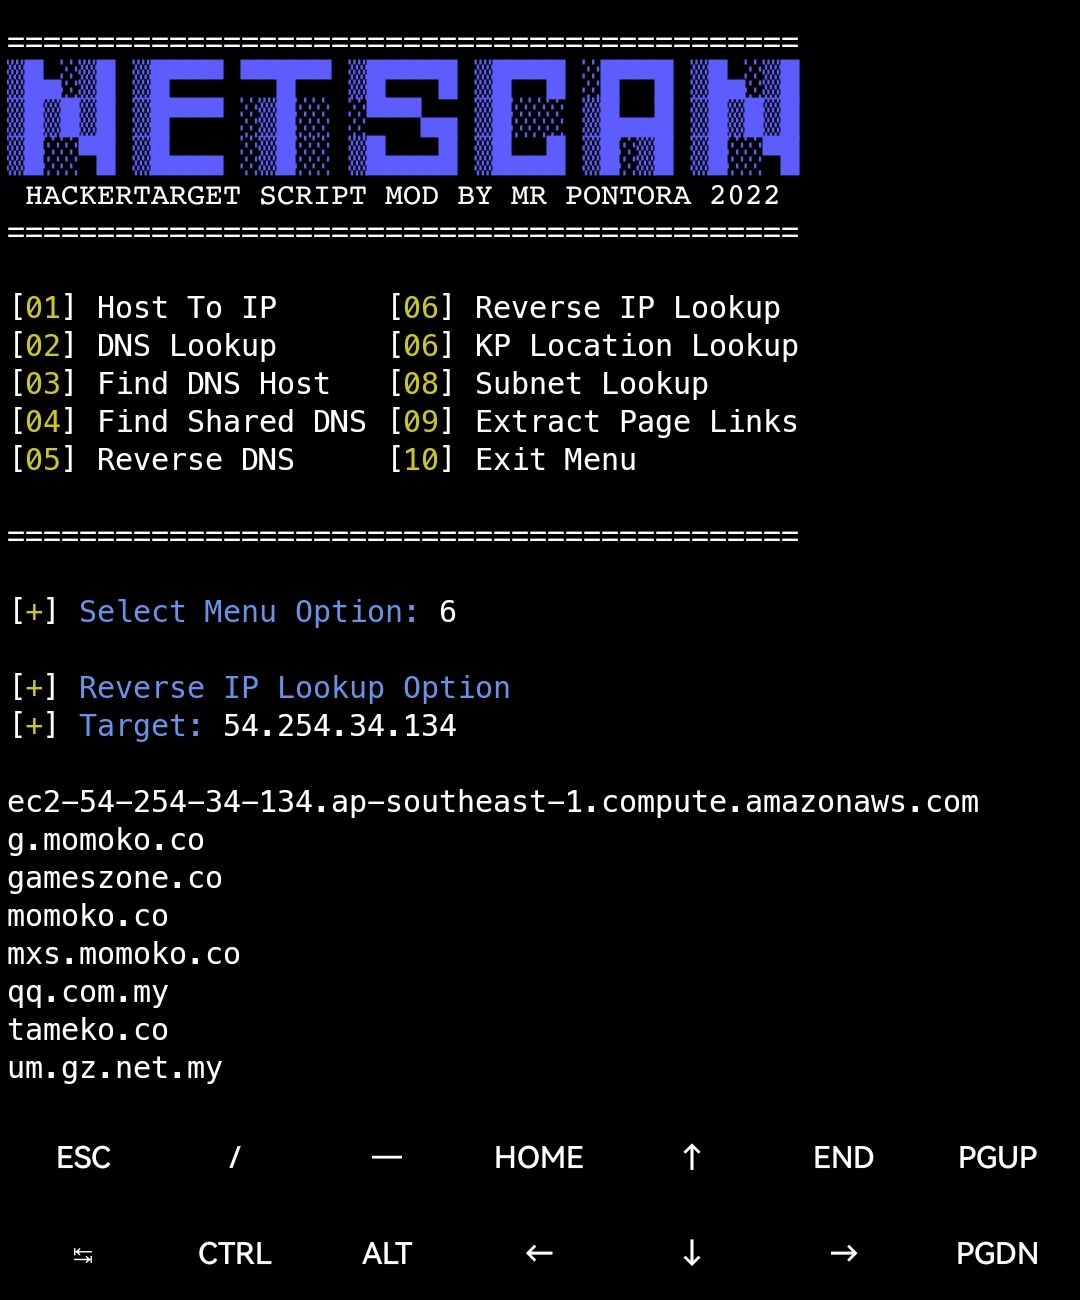 ============================================
NETSCAN
HACKERTARGET SCRIPT MOD BY MR PONTORA 2022
============================================
[01] Host To IP [06] Reverse IP Lookup
[02] DNS Lookup [06] KP Location Lookup
[03] Find DNS Host [08] Subnet Lookup
[04] Find Shared DNS [09] Extract Page Links
[05] Reverse DNS [10] Exit Menu
============================================
[+] Select Menu Option: 6
[+] Reverse IP Lookup Option
[+] Target: 54.254.34.134
ec2-54-254-34-134.ap-southeast-1.compute.amazonaws.com
g.momoko.co
gameszone.co
momoko.co
mxs.momoko.co
qq.com.my
tameko.co
um.gz.net.my
ESC / — HOME ↑ END PGUP
↹ CTRL ALT ← ↓ → PGDN